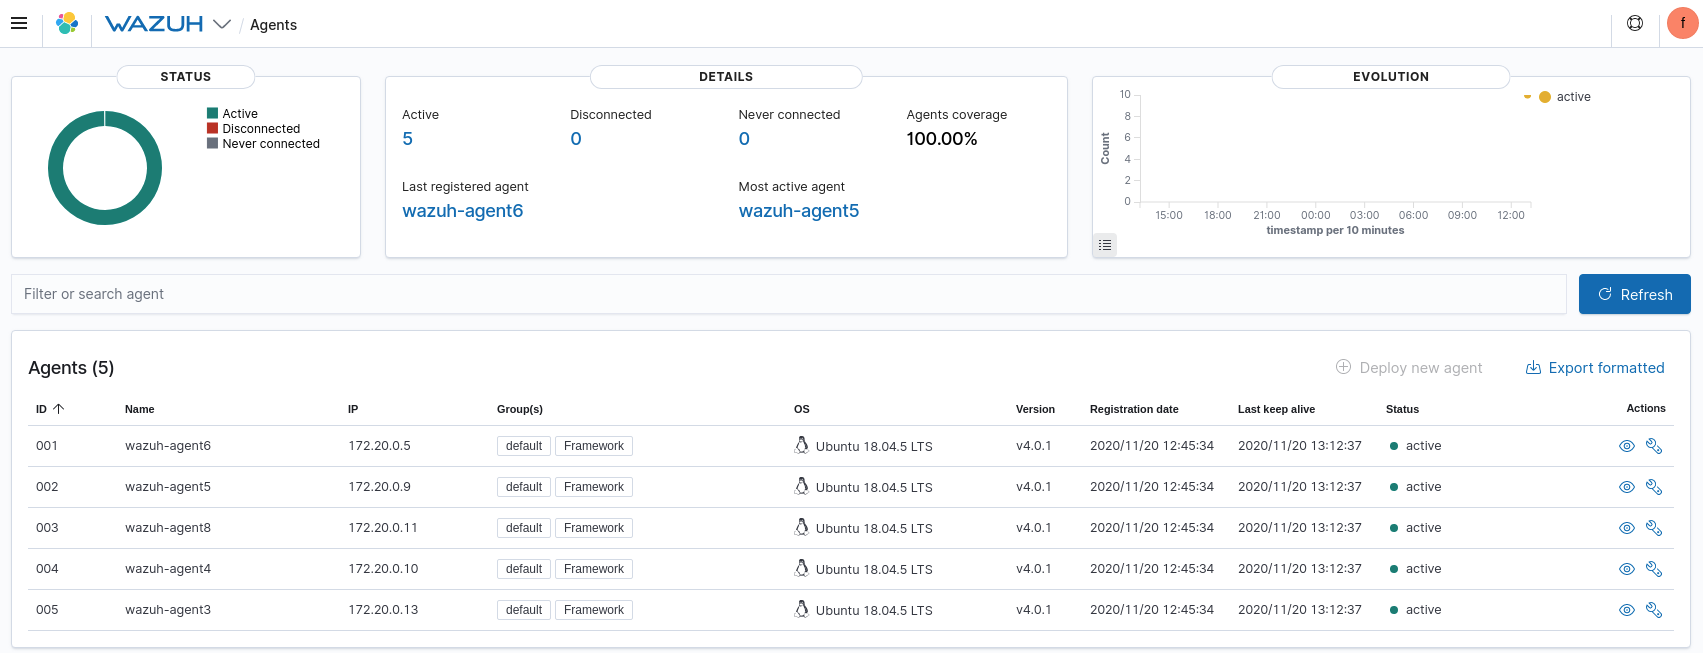 WAZUH / Agents
f
STATUS
Active
Disconnected
Never connected
DETAILS
Active Disconnected Never connected Agents coverage
5 0 0 100.00%
Last registered agent Most active agent
wazuh-agent6 wazuh-agent5
EVOLUTION
active
Count
10
8
6
4
2
0
15:00 18:00 21:00 00:00 03:00 06:00 09:00 12:00
timestamp per 10 minutes
Filter or search agent Refresh
Agents (5) Deploy new agent Export formatted
ID Name IP Group(s) OS Version Registration date Last keep alive Status Actions
001 wazuh-agent6 172.20.0.5 default Framework Ubuntu 18.04.5 LTS v4.0.1 2020/11/20 12:45:34 2020/11/20 13:12:37 active
002 wazuh-agent5 172.20.0.9 default Framework Ubuntu 18.04.5 LTS v4.0.1 2020/11/20 12:45:34 2020/11/20 13:12:37 active
003 wazuh-agent8 172.20.0.11 default Framework Ubuntu 18.04.5 LTS v4.0.1 2020/11/20 12:45:34 2020/11/20 13:12:37 active
004 wazuh-agent4 172.20.0.10 default Framework Ubuntu 18.04.5 LTS v4.0.1 2020/11/20 12:45:34 2020/11/20 13:12:37 active
005 wazuh-agent3 172.20.0.13 default Framework Ubuntu 18.04.5 LTS v4.0.1 2020/11/20 12:45:34 2020/11/20 13:12:37 active